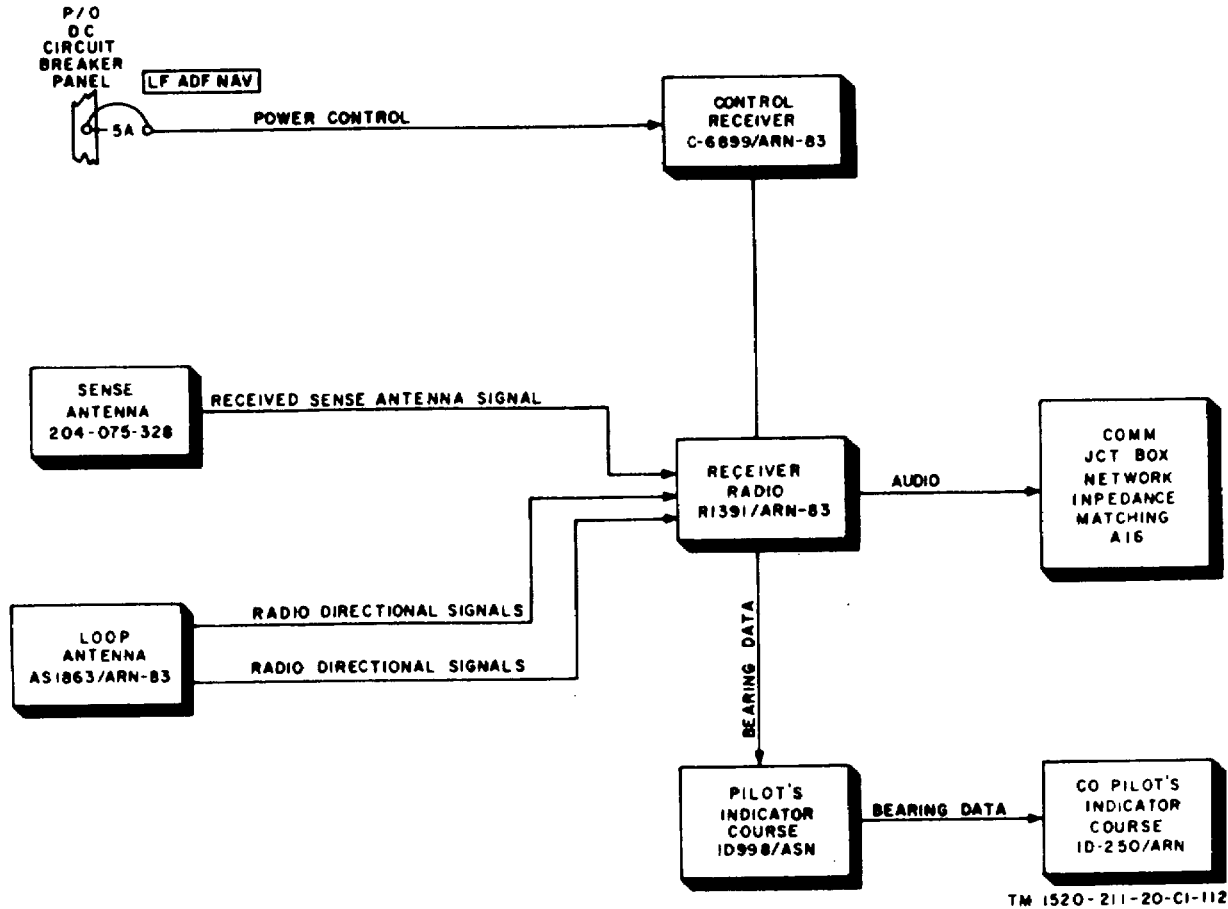 P/O
DC
CIRCUIT
BREAKER
PANEL
LF ADF NAV
5A
POWER CONTROL
CONTROL
RECEIVER
C-6899/ARN-83
SENSE
ANTENNA
204-075-328
RECEIVED SENSE ANTENNA SIGNAL
RECEIVER
RADIO
R1391/ARN-83
AUDIO
COMM
JCT BOX
NETWORK
INPEDANCE
MATCHING
A16
LOOP
ANTENNA
AS1863/ARN-83
RADIO DIRECTIONAL SIGNALS
RADIO DIRECTIONAL SIGNALS
BEARING DATA
PILOT'S
INDICATOR
COURSE
ID998/ASN
BEARING DATA
CO PILOT'S
INDICATOR
COURSE
ID-250/ARN
TM 1520-211-20-C1-112